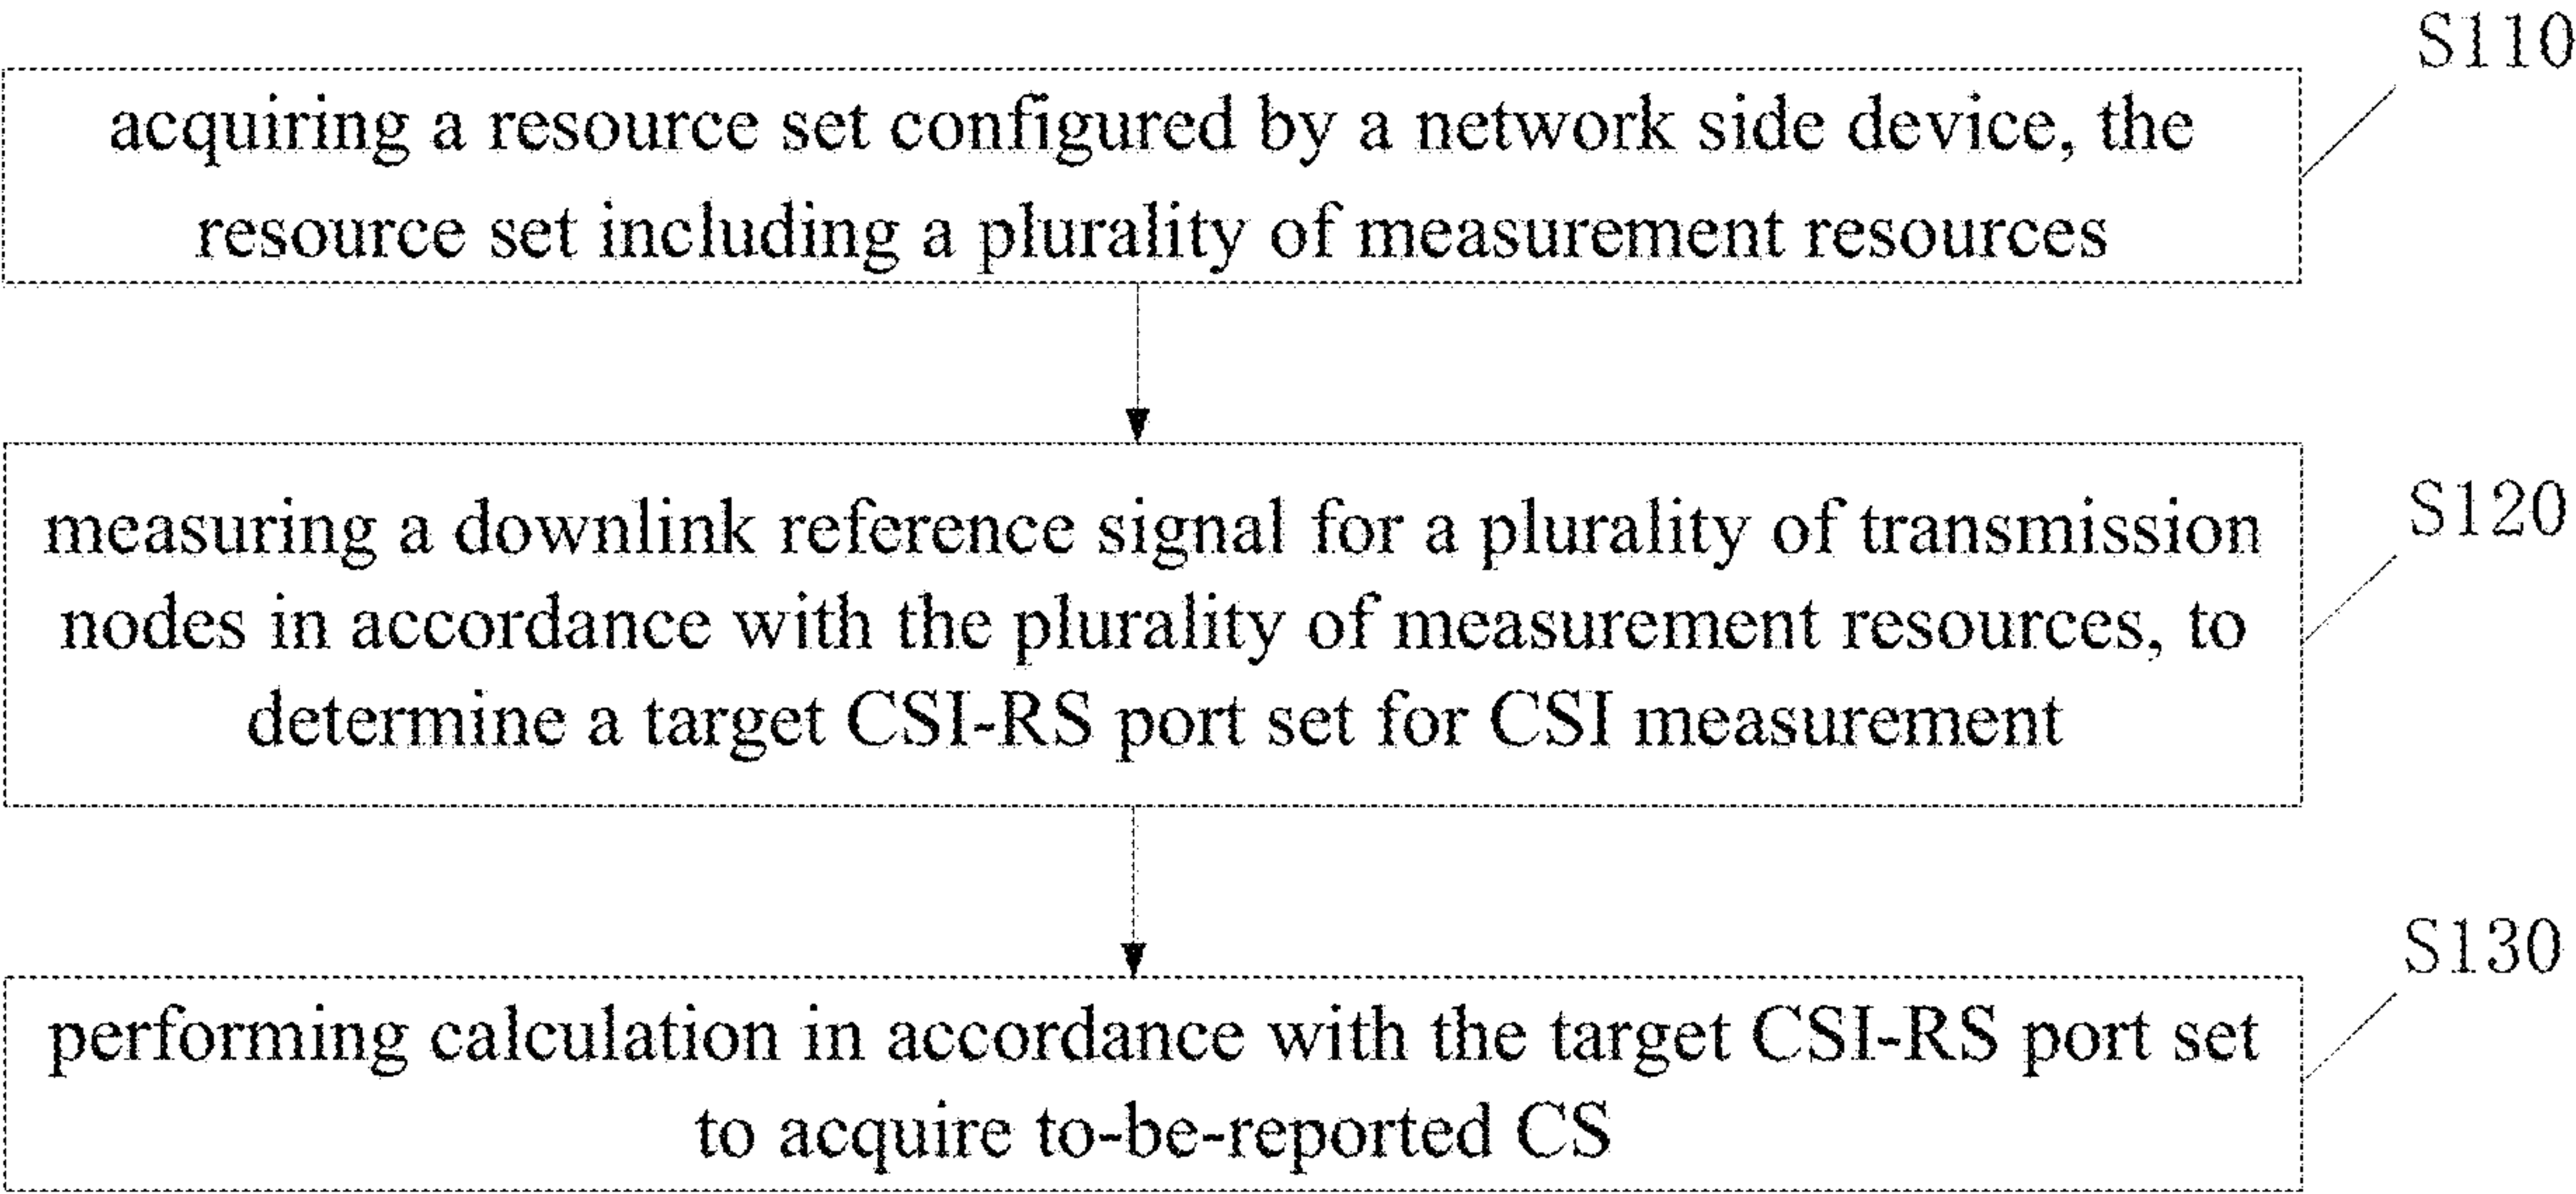 S110
acquiring a resource set configured by a network side device, the
resource set including a plurality of measurement resources
S120
measuring a downlink reference signal for a plurality of transmission
nodes in accordance with the plurality of measurement resources, to
determine a target CSI-RS port set for CSI measurement
S130
performing calculation in accordance with the target CSI-RS port set
to acquire to-be-reported CS